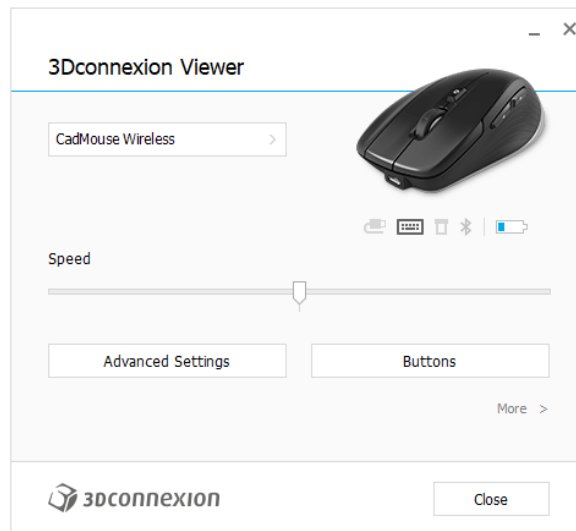 3Dconnexion Viewer
CadMouse Wireless
Speed
Advanced Settings
Buttons
More >
3Dconnexion
Close